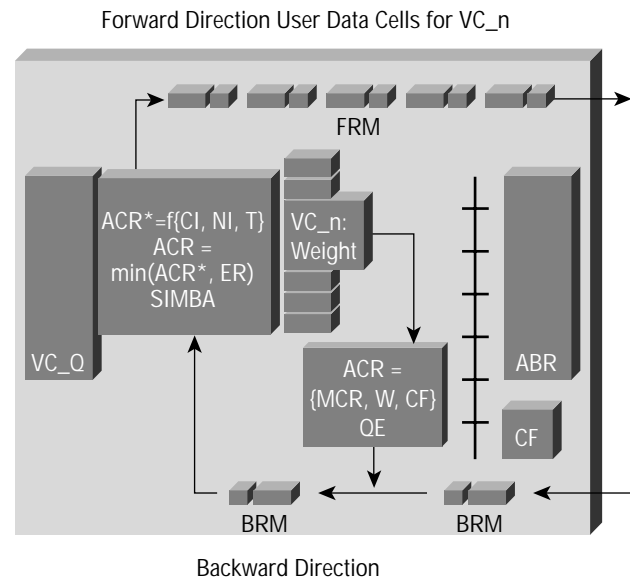 Forward Direction User Data Cells for VC_n
FRM
ACR*=f{CI, NI, T}
ACR =
min(ACR*, ER)
SIMBA
VC_n:
Weight
VC_Q
ACR =
{MCR, W, CF}
QE
ABR
CF
BRM
BRM
Backward Direction